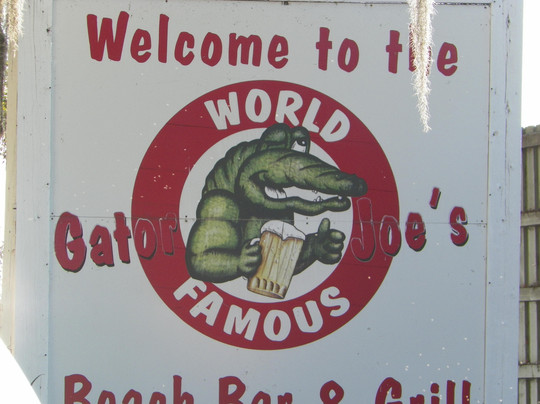 Welcome to the
WORLD
Gator Joe's
FAMOUS
Beach Bar & Grill